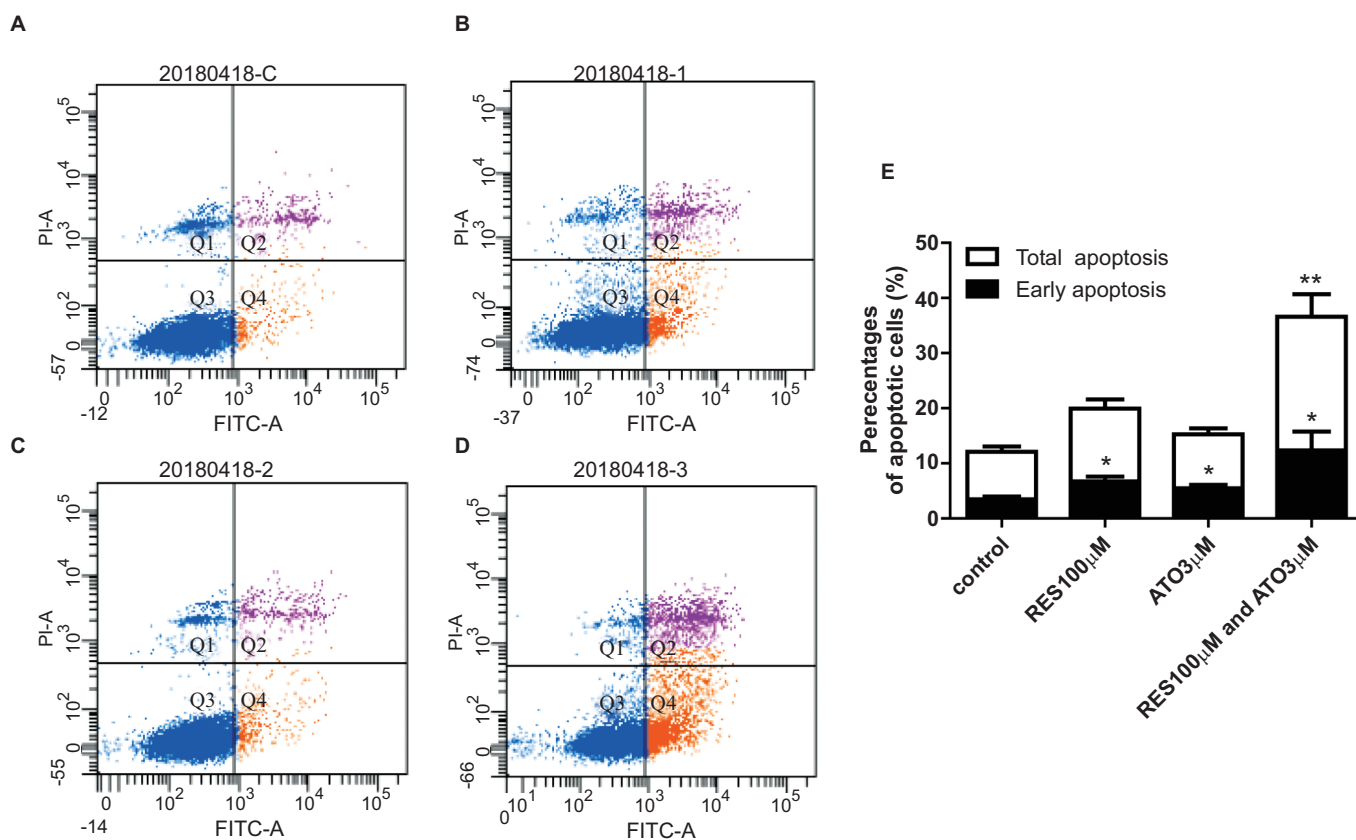 A
20180418-C
PI-A
10^5
10^4
10^3
10^2
0
-57
Q1
Q2
Q3
Q4
-12
0
10^2
10^3
10^4
10^5
FITC-A
B
20180418-1
PI-A
10^5
10^4
10^3
10^2
0
-74
Q1
Q2
Q3
Q4
-37
0
10^2
10^3
10^4
10^5
FITC-A
C
20180418-2
PI-A
10^5
10^4
10^3
10^2
0
-55
Q1
Q2
Q3
Q4
-14
0
10^2
10^3
10^4
10^5
FITC-A
D
20180418-3
PI-A
10^5
10^4
10^3
10^2
0
-66
Q1
Q2
Q3
Q4
0
10^1
10^2
10^3
10^4
10^5
FITC-A
E
Perecentages
of apoptotic cells (%)
50
40
30
20
10
0
Total apoptosis
Early apoptosis
*
*
**
*
control
RES100μM
ATO3μM
RES100μM and ATO3μM